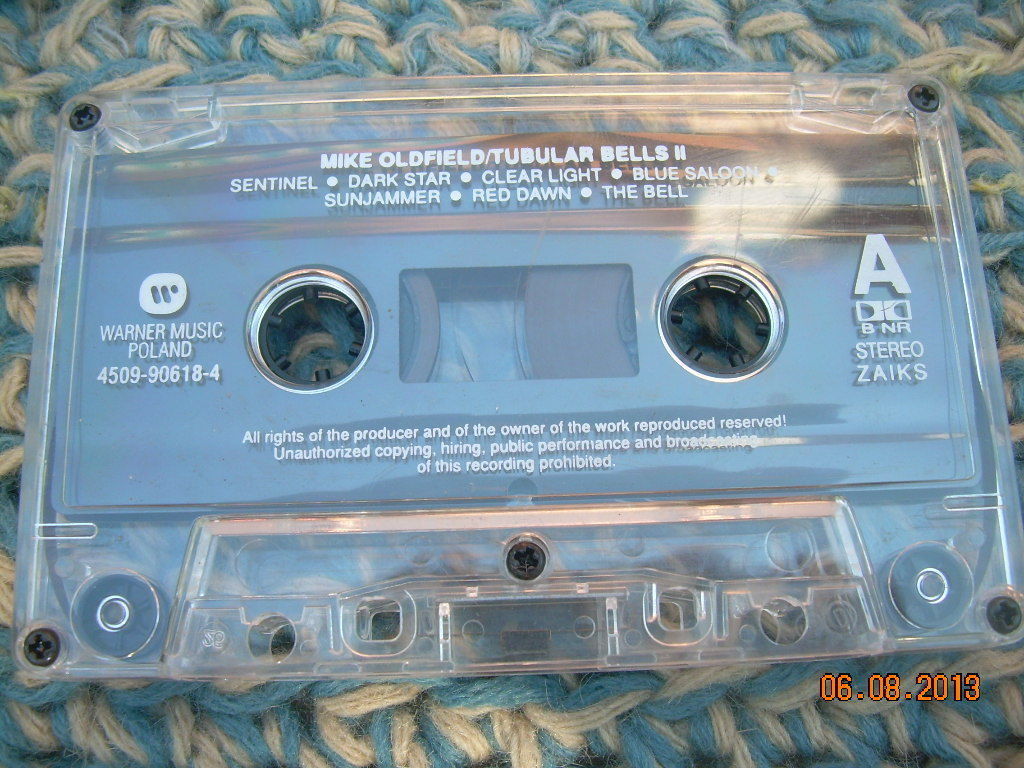 MIKE OLDFIELD/TUBULAR BELLS II
SENTINEL • DARK STAR • CLEAR LIGHT • BLUE SALOON •
SUNJAMMER • RED DAWN • THE BELL
WARNER MUSIC
POLAND
4509-90618-4
A
B NR
STEREO
ZAIKS
All rights of the producer and of the owner of the work reproduced reserved!
Unauthorized copying, hiring, public performance and broadcasting
of this recording prohibited.
06.08.2013